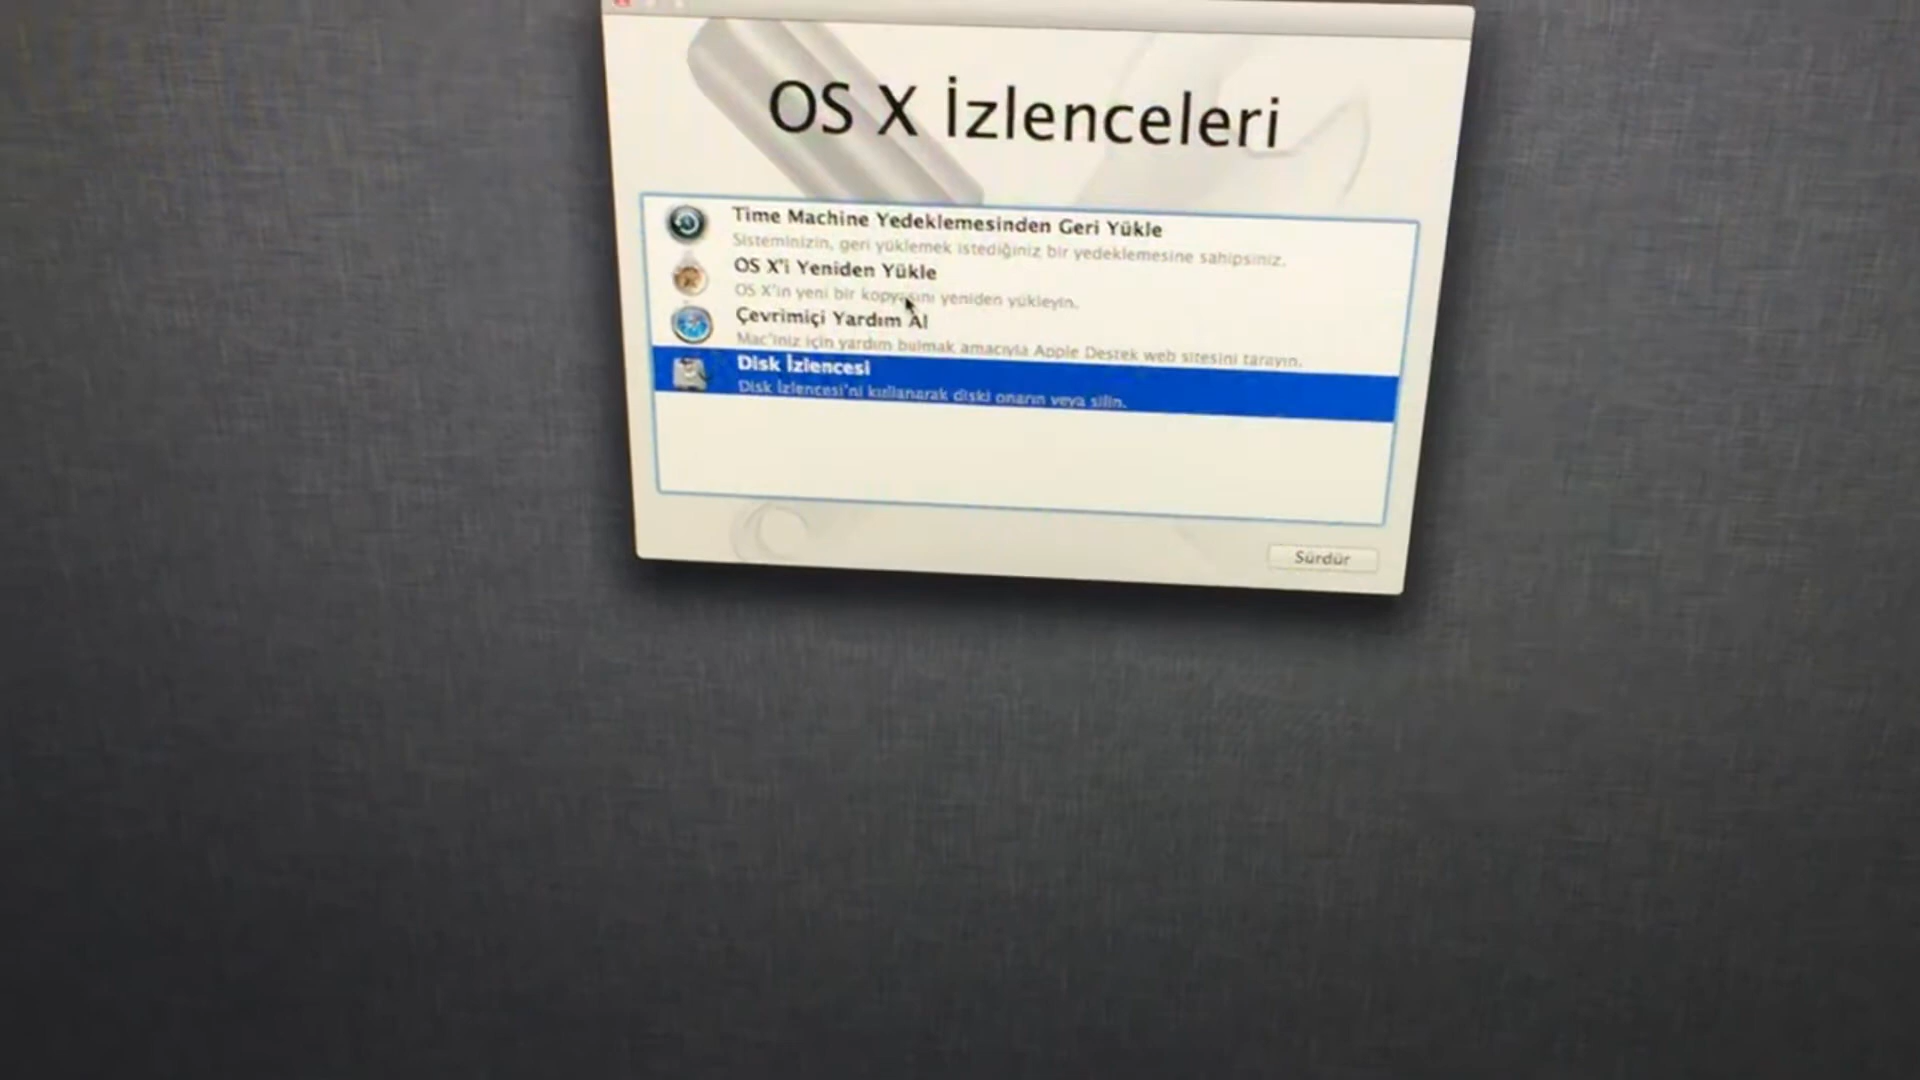 OS X İzlenceleri
Time Machine Yedeklemesinden Geri Yükle
Sisteminizin, geri yüklemek istediğiniz bir yedeklemesine sahipsiniz.
OS X'i Yeniden Yükle
OS X'in yeni bir kopyasını yeniden yükleyin.
Çevrimiçi Yardım Al
Mac'iniz için yardım bulmak amacıyla Apple Destek web sitesini tarayın.
Disk İzlencesi
Disk İzlencesi'ni kullanarak diski onarın veya silin.
Sürdür